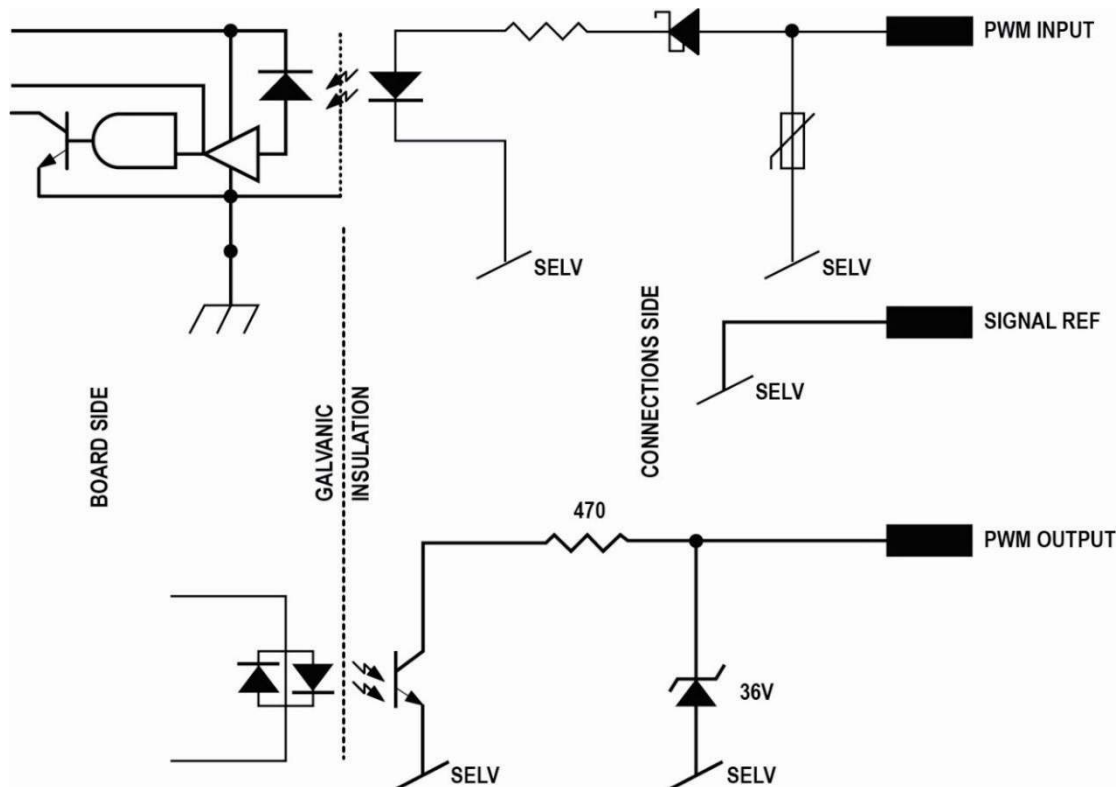 PWM INPUT
SELV
SELV
SIGNAL REF
SELV
BOARD SIDE
GALVANIC
INSULATION
CONNECTIONS SIDE
470
PWM OUTPUT
36V
SELV
SELV